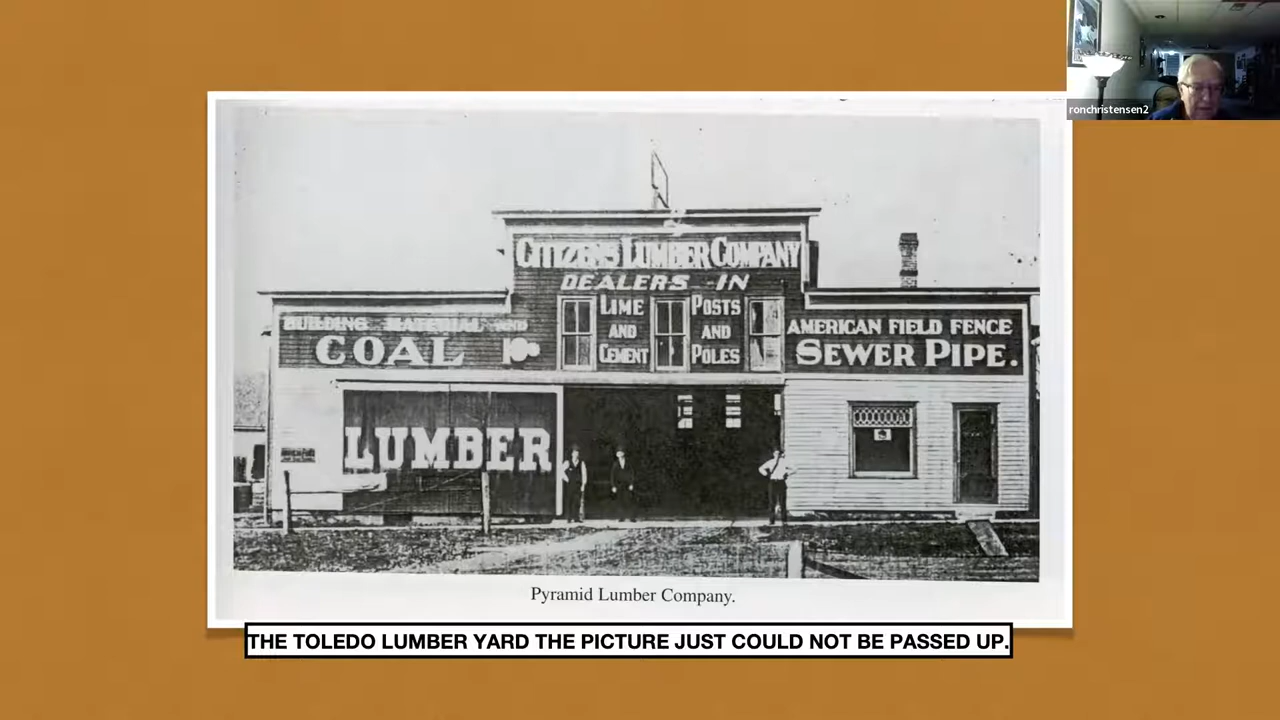 ronchristensen2
CITIZENS LUMBER COMPANY
DEALERS IN
LIME
AND
CEMENT
POSTS
AND
POLES
BUILDING MATERIAL AND
COAL
AMERICAN FIELD FENCE
SEWER PIPE.
LUMBER
Pyramid Lumber Company.
THE TOLEDO LUMBER YARD THE PICTURE JUST COULD NOT BE PASSED UP.